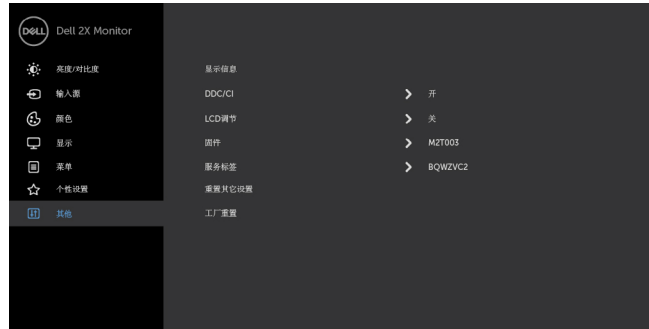 DELL Dell 2X Monitor
亮度/对比度 显示信息
输入源 DDC/CI 开
颜色 LCD调节 关
显示 固件 M2T003
菜单 服务标签 BQWZVC2
个性设置 重置其它设置
其他 工厂重置